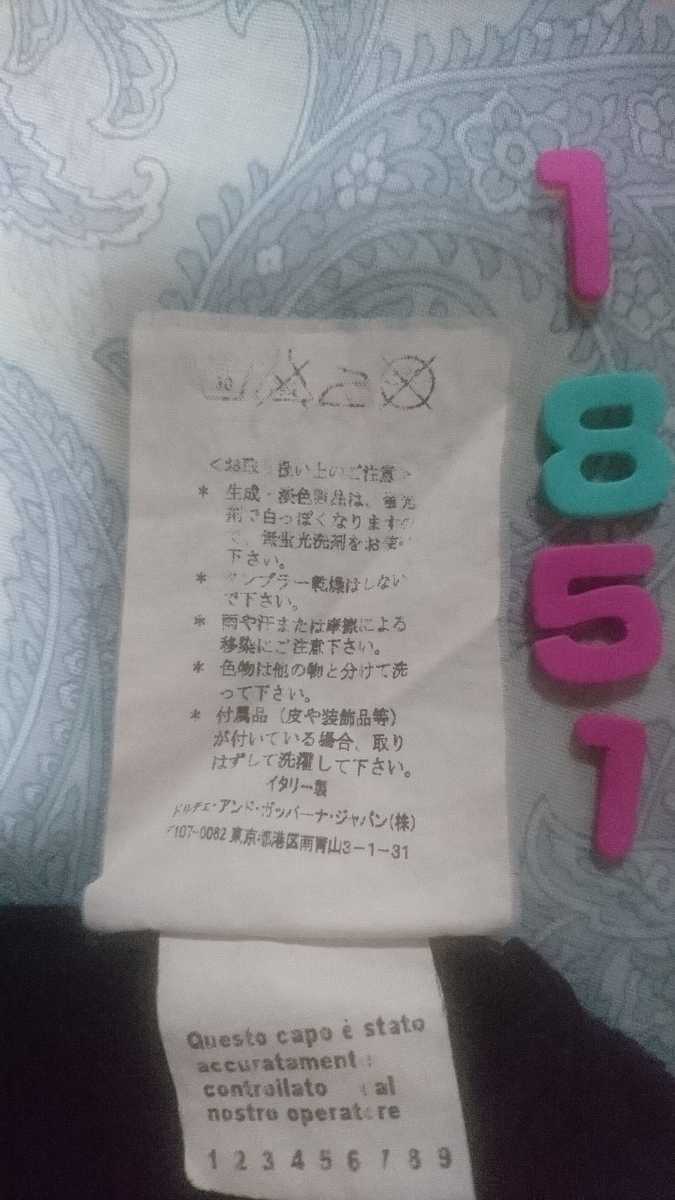 <お取 扱い上のご注意>
* 生成・淡色製品は、蛍光
剤で白っぽくなりますの
で、無蛍光洗剤をお使い
下さい。
* タンブラー乾燥はしない
で下さい。
* 雨や汗または摩擦による
移染にご注意下さい。
* 色物は他の物と分けて洗
って下さい。
* 付属品(皮や装飾品等)
が付いている場合、取り
はずして洗濯して下さい。
イタリー製
ドルチェ・アンド・ガッバーナ・ジャパン(株)
〒107-0062 東京都港区南青山3-1-31
Questo capo è stato
accuratament
controllato al
nostro operatore
1 2 3 4 5 6 7 8 9
1
8
5
1